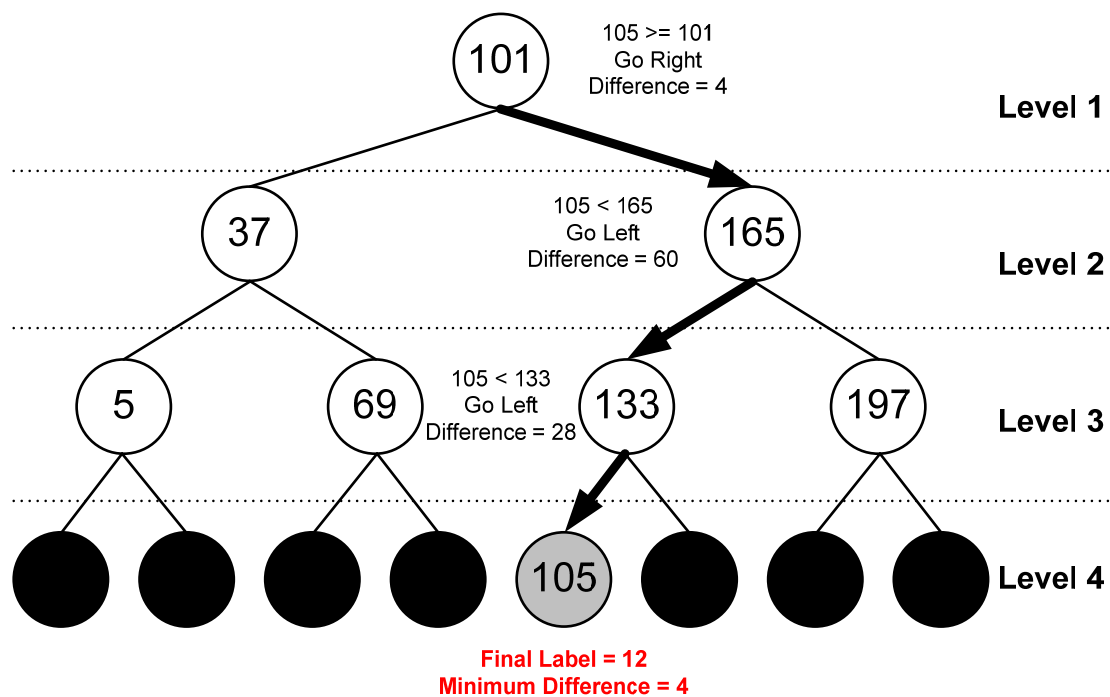 101
105 >= 101
Go Right
Difference = 4
Level 1
37
105 < 165
Go Left
Difference = 60
165
Level 2
5
69
105 < 133
Go Left
Difference = 28
133
197
Level 3
105
Level 4
Final Label = 12
Minimum Difference = 4